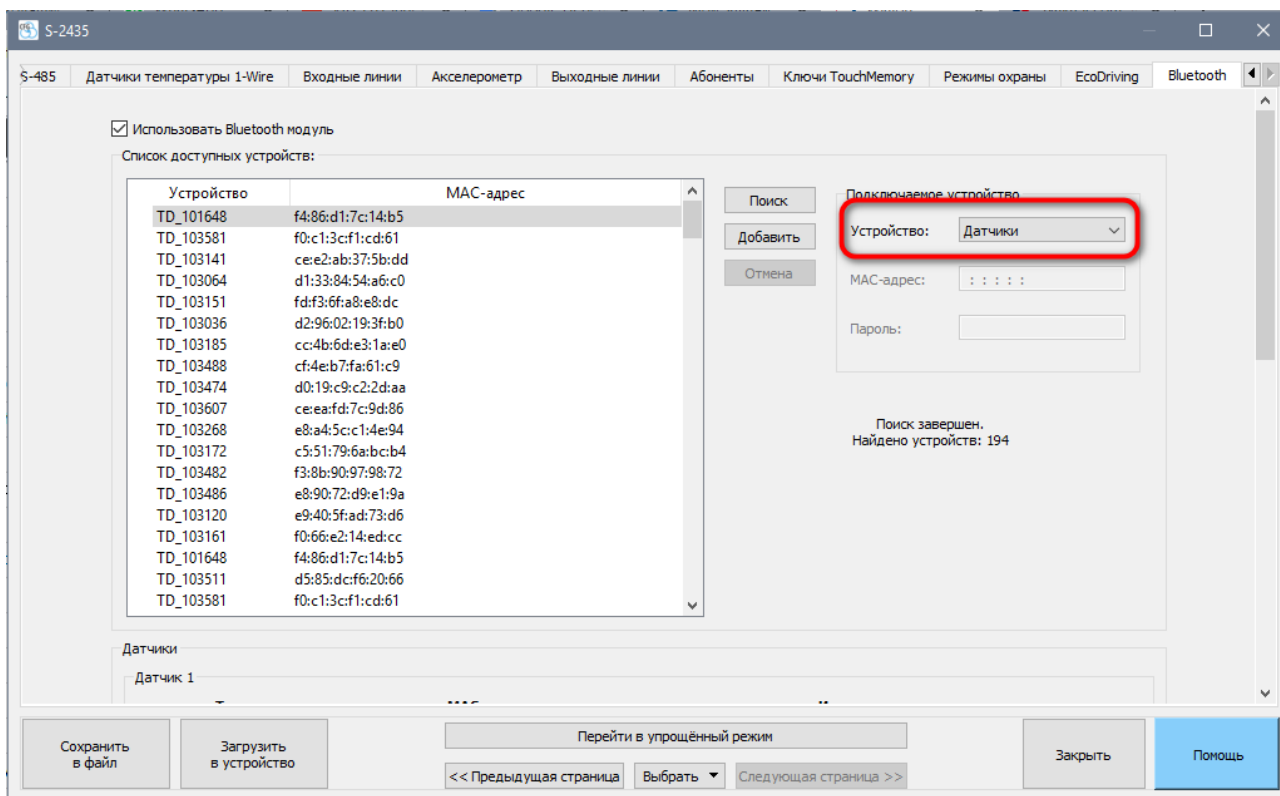 S-2435
S-485 Датчики температуры 1-Wire Входные линии Акселерометр Выходные линии Абоненты Ключи TouchMemory Режимы охраны EcoDriving Bluetooth
Использовать Bluetooth модуль
Список доступных устройств:
Устройство MAC-адрес
TD_101648 f4:86:d1:7c:14:b5
TD_103581 f0:c1:3c:f1:cd:61
TD_103141 ce:e2:ab:37:5b:dd
TD_103064 d1:33:84:54:a6:c0
TD_103151 fd:f3:6f:a8:e8:dc
TD_103036 d2:96:02:19:3f:b0
TD_103185 cc:4b:6d:e3:1a:e0
TD_103488 cf:4e:b7:fa:61:c9
TD_103474 d0:19:c9:c2:2d:aa
TD_103607 ce:ea:fd:7c:9d:86
TD_103268 e8:a4:5c:c1:4e:94
TD_103172 c5:51:79:6a:bc:b4
TD_103482 f3:8b:90:97:98:72
TD_103486 e8:90:72:d9:e1:9a
TD_103120 e9:40:5f:ad:73:d6
TD_103161 f0:66:e2:14:ed:cc
TD_101648 f4:86:d1:7c:14:b5
TD_103511 d5:85:dc:f6:20:66
TD_103581 f0:c1:3c:f1:cd:61
Поиск
Добавить
Отмена
Подключаемое устройство
Устройство: Датчики
MAC-адрес: : : : : :
Пароль:
Поиск завершен.
Найдено устройств: 194
Датчики
Датчик 1
Сохранить
в файл
Загрузить
в устройство
Перейти в упрощённый режим
<< Предыдущая страница Выбрать Следующая страница >>
Закрыть
Помощь